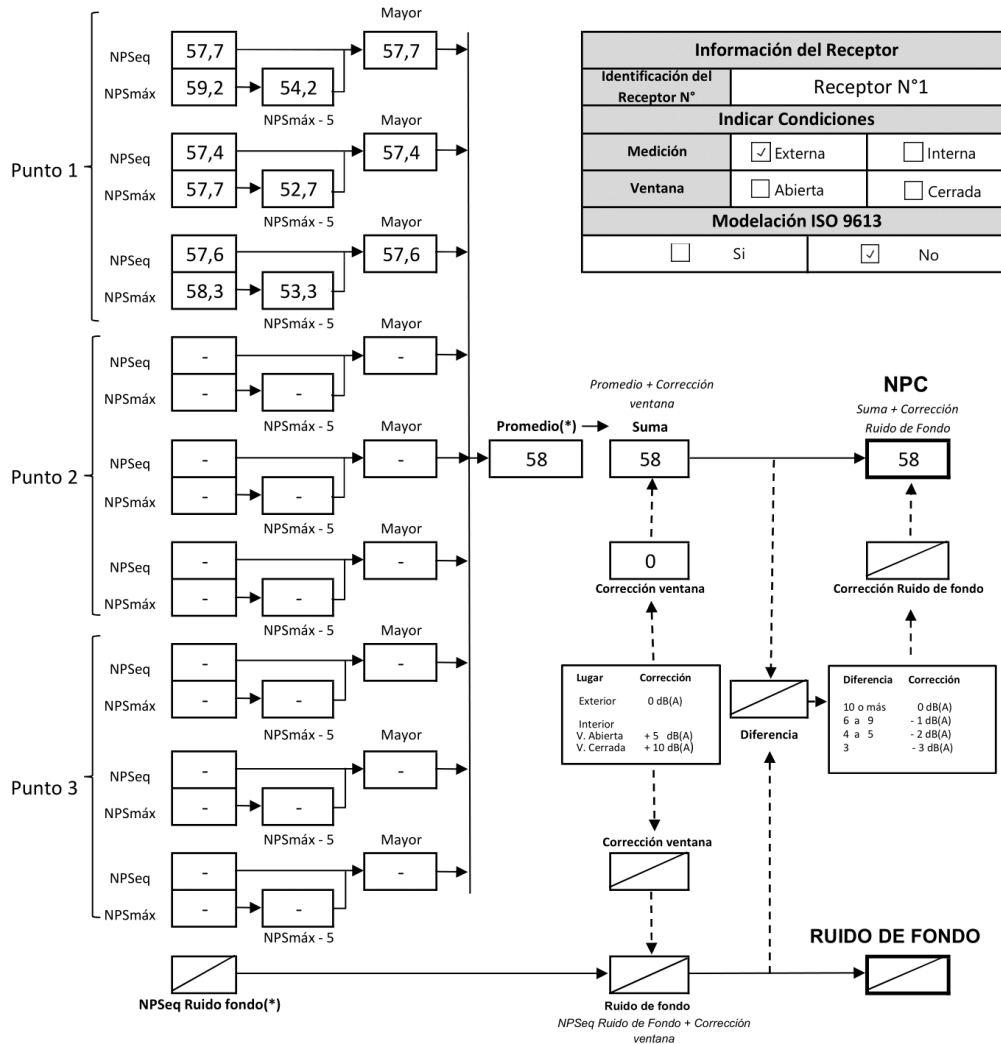 Mayor
NPSeq 57,7 57,7
NPSmáx 59,2 54,2
NPSmáx - 5
Mayor
Punto 1
NPSeq 57,4 57,4
NPSmáx 57,7 52,7
NPSmáx - 5
Mayor
NPSeq 57,6 57,6
NPSmáx 58,3 53,3
NPSmáx - 5
Mayor
NPSeq - -
NPSmáx - -
NPSmáx - 5
Mayor
Punto 2
NPSeq - -
NPSmáx - -
NPSmáx - 5
Mayor
NPSeq - -
NPSmáx - -
NPSmáx - 5
Mayor
NPSeq - -
NPSmáx - -
NPSmáx - 5
Mayor
Punto 3
NPSeq - -
NPSmáx - -
NPSmáx - 5
Mayor
NPSeq - -
NPSmáx - -
NPSmáx - 5
NPSeq Ruido fondo(*)
Información del Receptor
Identificación del
Receptor N°
Receptor N°1
Indicar Condiciones
Medición ✓ Externa Interna
Ventana Abierta Cerrada
Modelación ISO 9613
Si ✓ No
Promedio(*)
58
Promedio + Corrección
ventana
Suma
58
0
Corrección ventana
NPC
Suma + Corrección
Ruido de Fondo
58
Corrección Ruido de fondo
Lugar Corrección
Exterior 0 dB(A)
Interior
V. Abierta + 5 dB(A)
V. Cerrada + 10 dB(A)
Diferencia
Diferencia Corrección
10 o más 0 dB(A)
6 a 9 - 1 dB(A)
4 a 5 - 2 dB(A)
3 - 3 dB(A)
Corrección ventana
Ruido de fondo
NPSeq Ruido de Fondo + Corrección
ventana
RUIDO DE FONDO